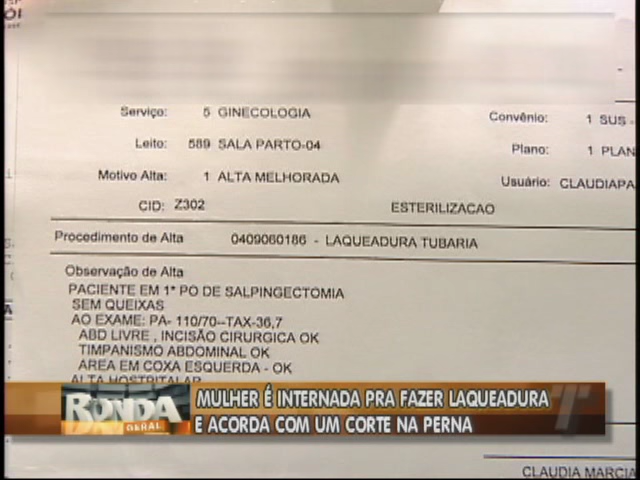 Serviço: 5 GINECOLOGIA
Convênio: 1 SUS -
Leito: 589 SALA PARTO-04
Plano: 1 PLAN
Motivo Alta: 1 ALTA MELHORADA
Usuário: CLAUDIAPA
CID: Z302 ESTERILIZACAO
Procedimento de Alta 0409060186 - LAQUEADURA TUBARIA
Observação de Alta
PACIENTE EM 1º PO DE SALPINGECTOMIA
SEM QUEIXAS
AO EXAME: PA- 110/70--TAX-36,7
ABD LIVRE , INCISÃO CIRURGICA OK
TIMPANISMO ABDOMINAL OK
ÁREA EM COXA ESQUERDA - OK
ALTA HOSPITALAR
RONDA
GERAL
MULHER É INTERNADA PRA FAZER LAQUEADURA
E ACORDA COM UM CORTE NA PERNA
CLAUDIA MARCIA